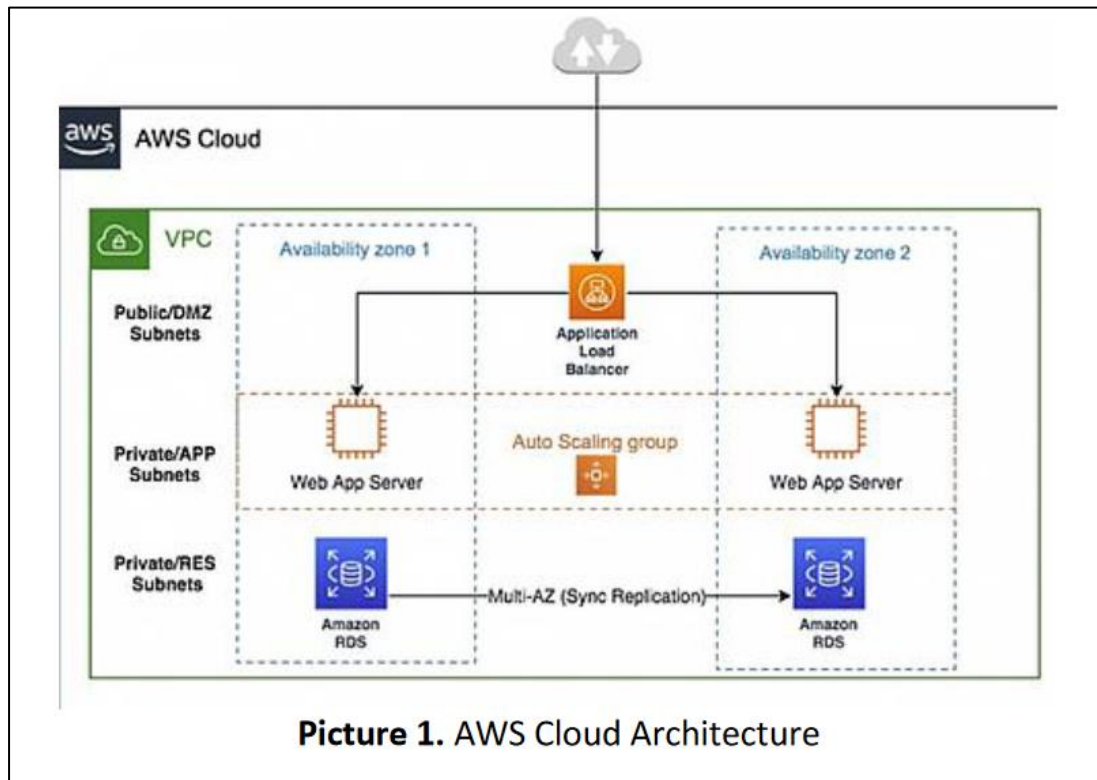 aws
AWS Cloud
VPC
Availability zone 1
Availability zone 2
Public/DMZ
Subnets
Application
Load
Balancer
Private/APP
Subnets
Web App Server
Auto Scaling group
Web App Server
Private/RES
Subnets
Multi-AZ (Sync Replication)
Amazon
RDS
Amazon
RDS
Picture 1. AWS Cloud Architecture